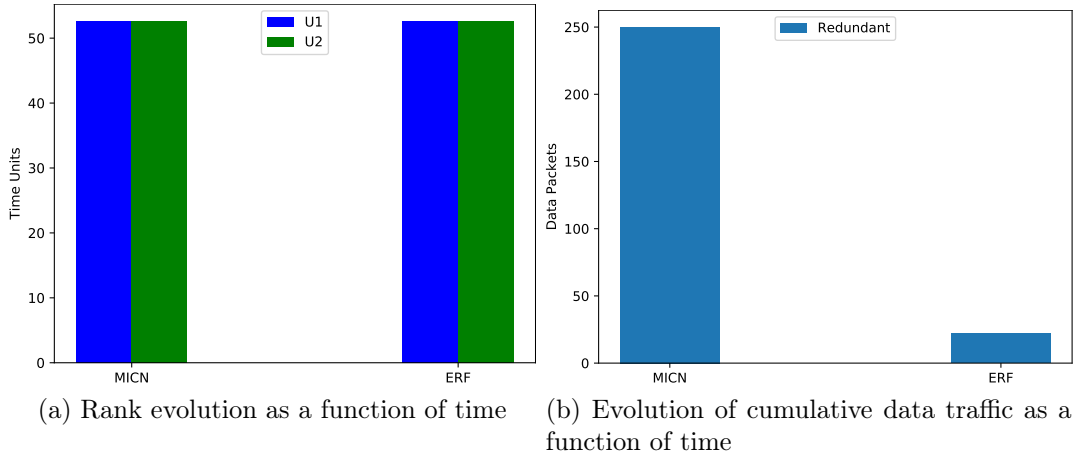 U1
U2
50
40
30
20
10
0
Time Units
MICN
ERF
(a) Rank evolution as a function of time
Redundant
250
200
150
100
50
0
Data Packets
MICN
ERF
(b) Evolution of cumulative data traffic as a
function of time